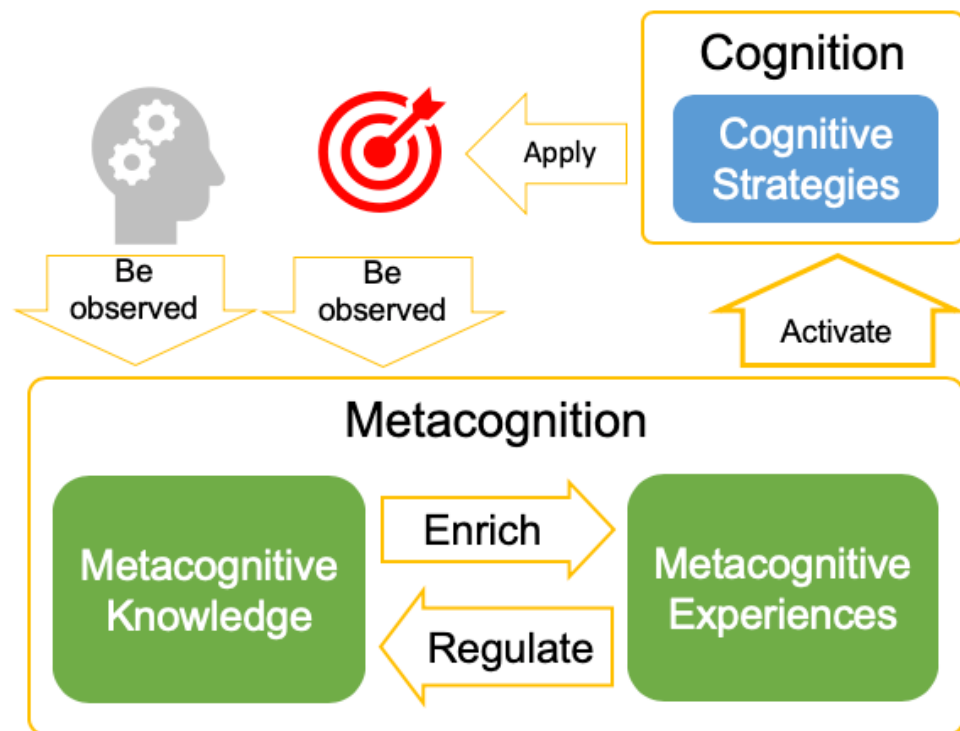 Cognition
Cognitive
Strategies
Apply
Be
observed
Be
observed
Activate
Metacognition
Metacognitive
Knowledge
Enrich
Regulate
Metacognitive
Experiences